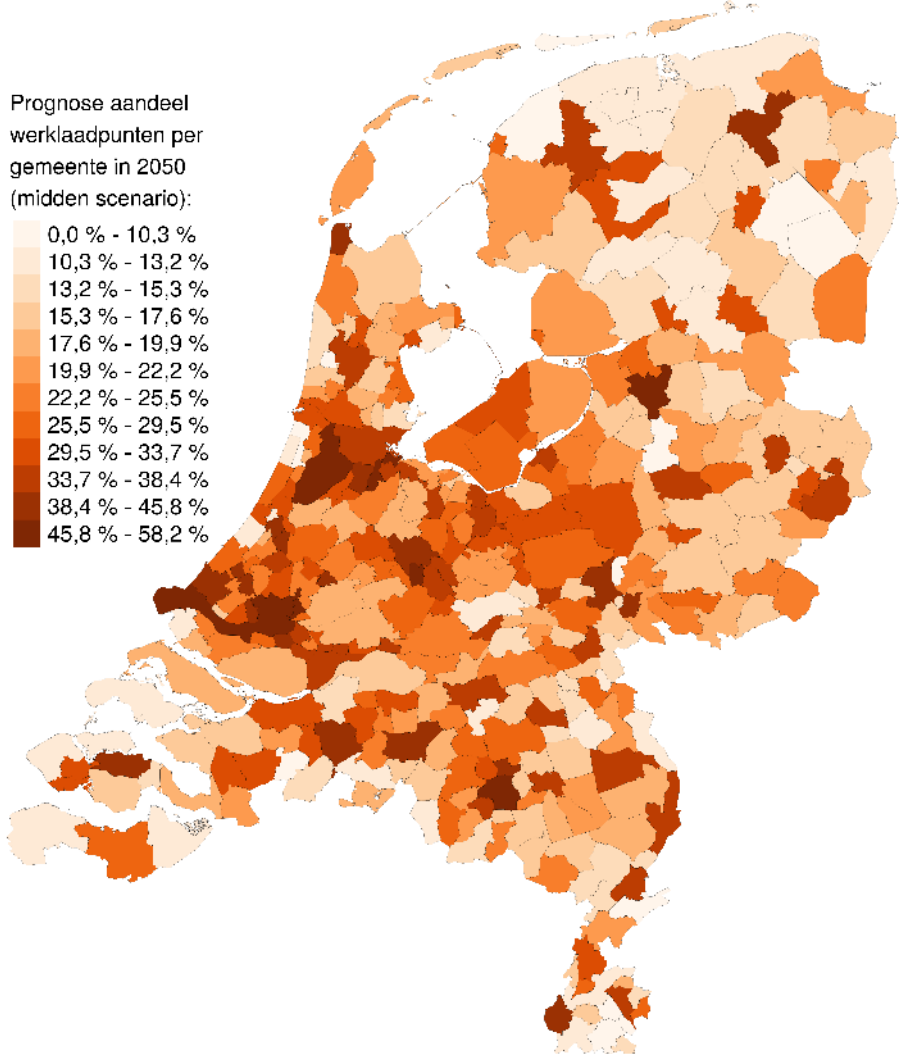 Prognose aandeel
werklaadpunten per
gemeente in 2050
(midden scenario):
0,0 % - 10,3 %
10,3 % - 13,2 %
13,2 % - 15,3 %
15,3 % - 17,6 %
17,6 % - 19,9 %
19,9 % - 22,2 %
22,2 % - 25,5 %
25,5 % - 29,5 %
29,5 % - 33,7 %
33,7 % - 38,4 %
38,4 % - 45,8 %
45,8 % - 58,2 %